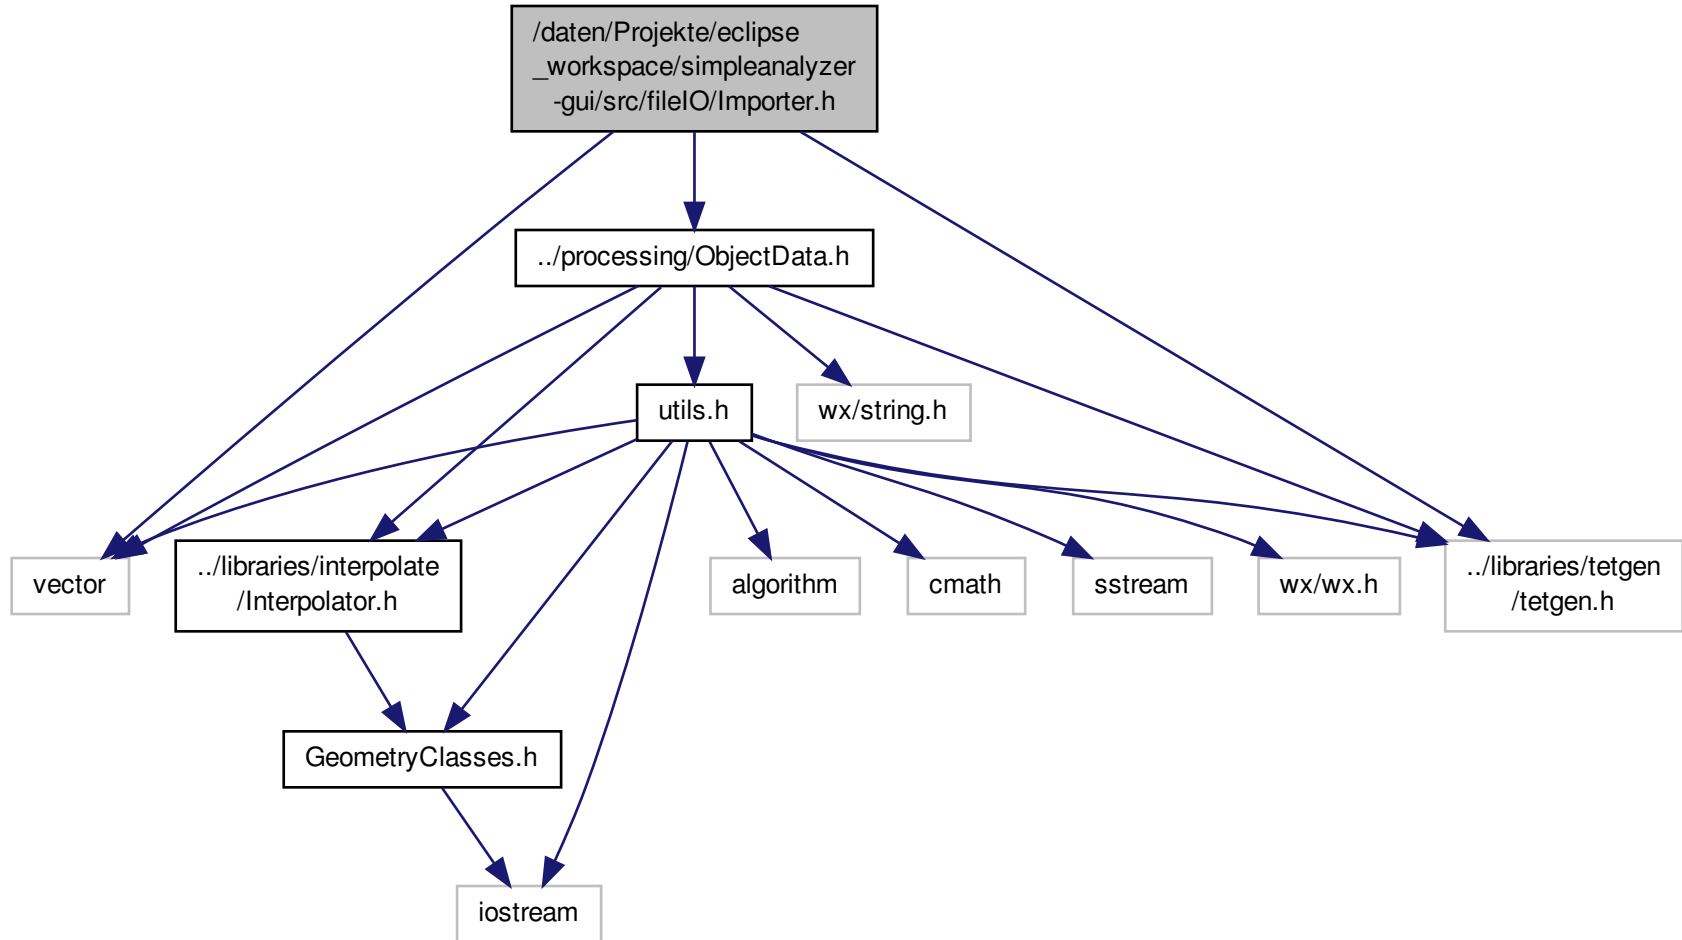 /daten/Projekte/eclipse
_workspace/simpleanalyzer
-gui/src/fileIO/Importer.h
../processing/ObjectData.h
utils.h
wx/string.h
vector
../libraries/interpolate
/Interpolator.h
algorithm
cmath
sstream
wx/wx.h
../libraries/tetgen
/tetgen.h
GeometryClasses.h
iostream